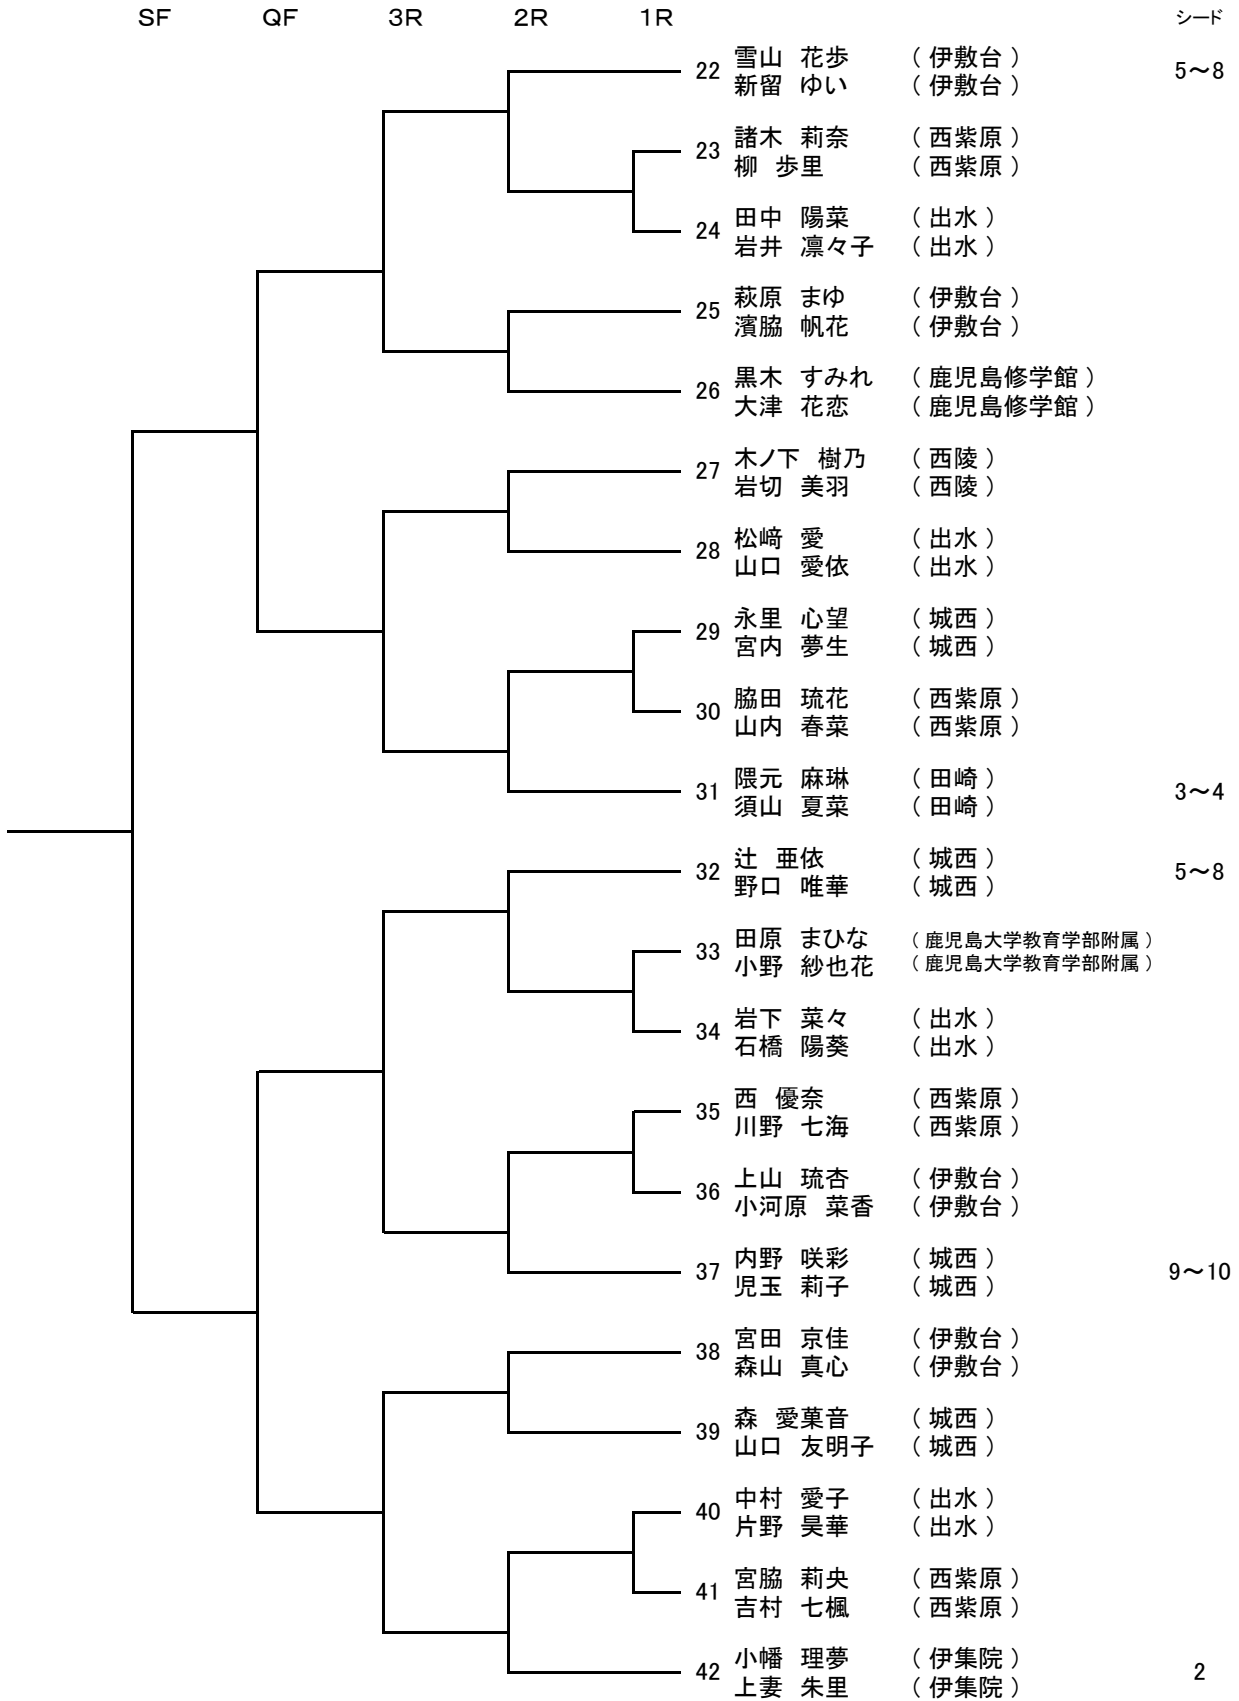 SF QF 3R 2R 1R シード
22 雪山 花歩 （ 伊敷台 ） 5～8
新留 ゆい （ 伊敷台 ）
23 諸木 莉奈 （ 西紫原 ）
柳 歩里 （ 西紫原 ）
24 田中 陽菜 （ 出水 ）
岩井 凛々子 （ 出水 ）
25 萩原 まゆ （ 伊敷台 ）
濱脇 帆花 （ 伊敷台 ）
26 黒木 すみれ （ 鹿児島修学館 ）
大津 花恋 （ 鹿児島修学館 ）
27 木ノ下 樹乃 （ 西陵 ）
岩切 美羽 （ 西陵 ）
28 松﨑 愛 （ 出水 ）
山口 愛依 （ 出水 ）
29 永里 心望 （ 城西 ）
宮内 夢生 （ 城西 ）
30 脇田 琉花 （ 西紫原 ）
山内 春菜 （ 西紫原 ）
31 隈元 麻琳 （ 田崎 ） 3～4
須山 夏菜 （ 田崎 ）
32 辻 亜依 （ 城西 ） 5～8
野口 唯華 （ 城西 ）
33 田原 まひな （ 鹿児島大学教育学部附属 ）
小野 紗也花 （ 鹿児島大学教育学部附属 ）
34 岩下 菜々 （ 出水 ）
石橋 陽葵 （ 出水 ）
35 西 優奈 （ 西紫原 ）
川野 七海 （ 西紫原 ）
36 上山 琉杏 （ 伊敷台 ）
小河原 菜香 （ 伊敷台 ）
37 内野 咲彩 （ 城西 ） 9～10
児玉 莉子 （ 城西 ）
38 宮田 京佳 （ 伊敷台 ）
森山 真心 （ 伊敷台 ）
39 森 愛菓音 （ 城西 ）
山口 友明子 （ 城西 ）
40 中村 愛子 （ 出水 ）
片野 昊華 （ 出水 ）
41 宮脇 莉央 （ 西紫原 ）
吉村 七楓 （ 西紫原 ）
42 小幡 理夢 （ 伊集院 ） 2
上妻 朱里 （ 伊集院 ）